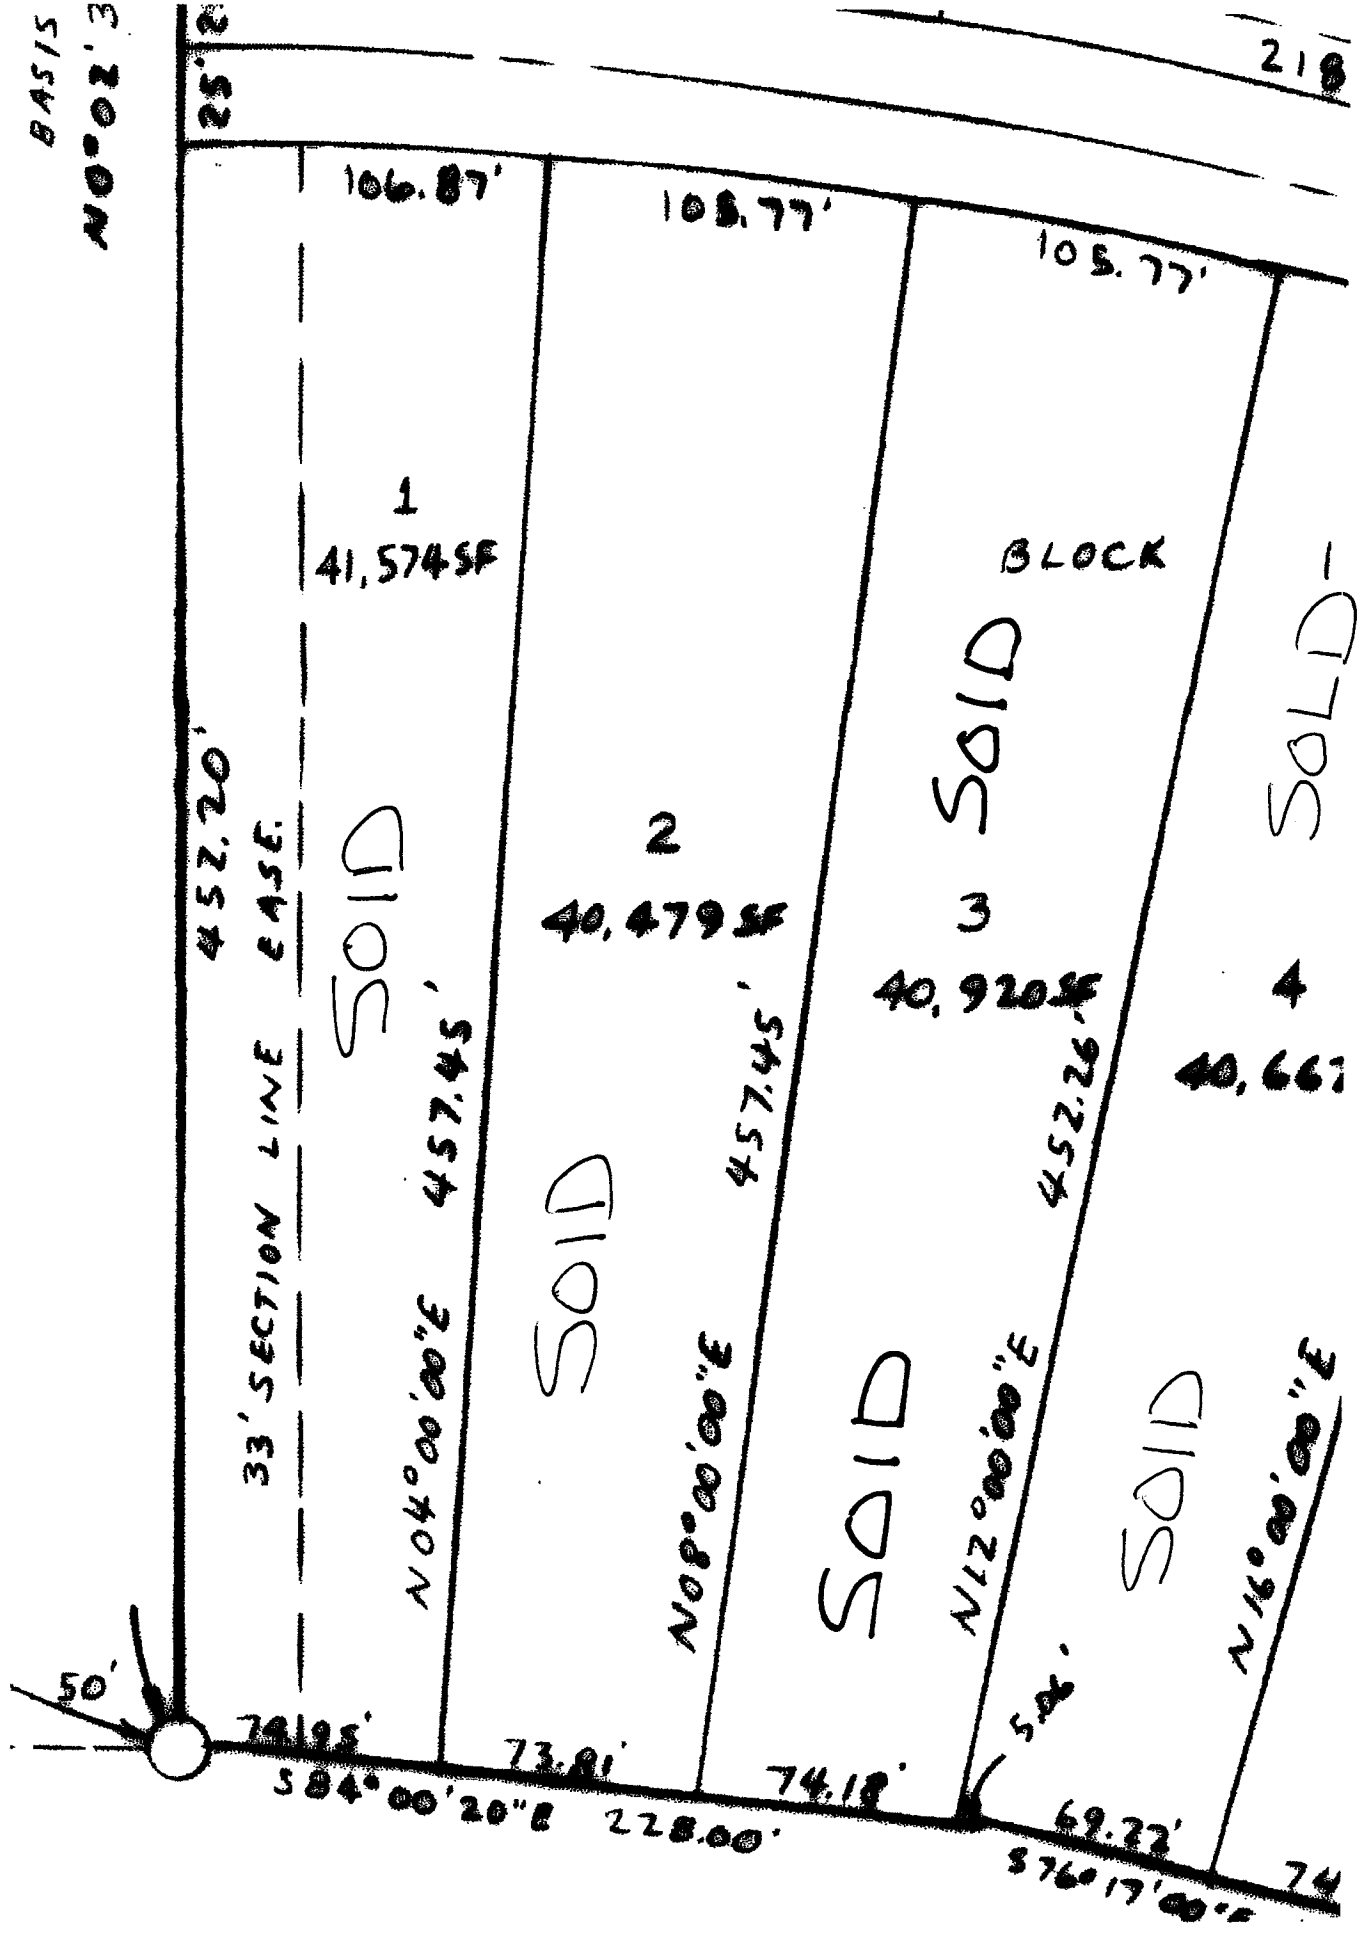 BASIS
N0°02'3
25'
218
106.87'
105.77'
105.77'
1
41,574SF
BLOCK
SOLD
SOLD-
452.20'
33' SECTION LINE EASE.
SOLD
2
40,479SF
3
40,920SF
4
40,667
457.45'
N04°00'00"E
457.45'
N08°00'00"E
452.26'
N12°00'00"E
SOLD
SOLD
SOLD
N16°00'00"E
50'
74.95'
73.81'
74.18'
5.06'
69.22'
74
S84°00'20"E 228.00'
S76°17'00"E